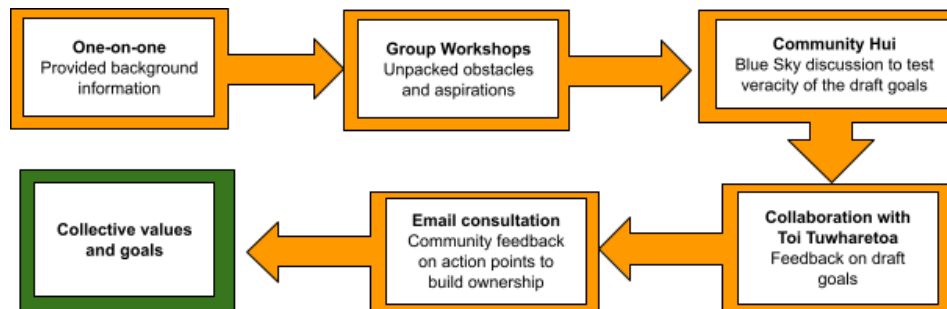 One-on-one
Provided background
information
Group Workshops
Unpacked obstacles
and aspirations
Community Hui
Blue Sky discussion to test
veracity of the draft goals
Collaboration with
Toi Tuwharetoa
Feedback on draft
goals
Email consultation
Community feedback
on action points to
build ownership
Collective values
and goals